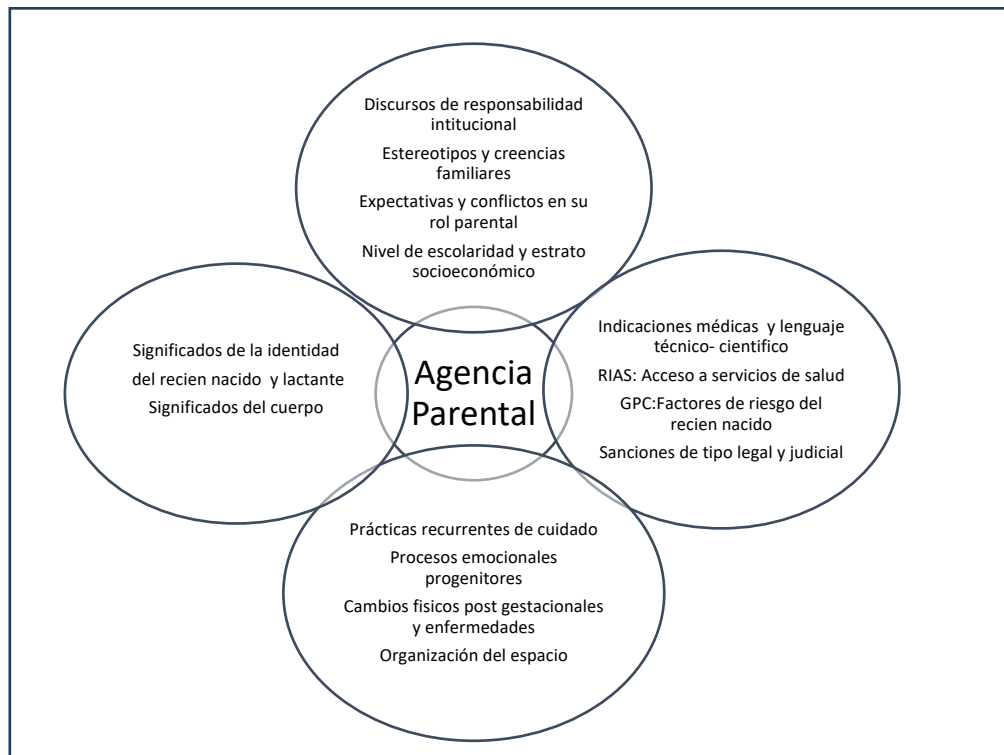 Discursos de responsabilidad
intitucional
Estereotipos y creencias
familiares
Expectativas y conflictos en su
rol parental
Nivel de escolaridad y estrato
socioeconómico
Significados de la identidad
del recien nacido y lactante
Significados del cuerpo
Agencia
Parental
Indicaciones médicas y lenguaje
técnico- cientifico
RIAS: Acceso a servicios de salud
GPC:Factores de riesgo del
recien nacido
Sanciones de tipo legal y judicial
Prácticas recurrentes de cuidado
Procesos emocionales
progenitores
Cambios fisicos post gestacionales
y enfermedades
Organización del espacio